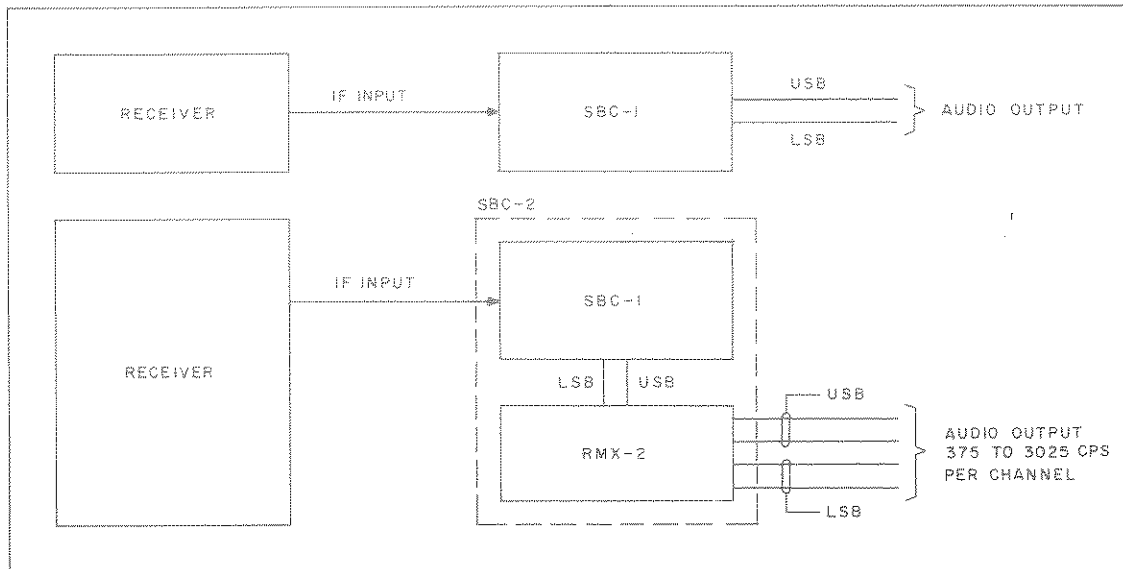 RECEIVER
IF INPUT
SBC-1
USB
LSB
AUDIO OUTPUT
SBC-2
RECEIVER
IF INPUT
SBC-1
LSB
USB
RMX-2
USB
LSB
AUDIO OUTPUT
375 TO 3025 CPS
PER CHANNEL